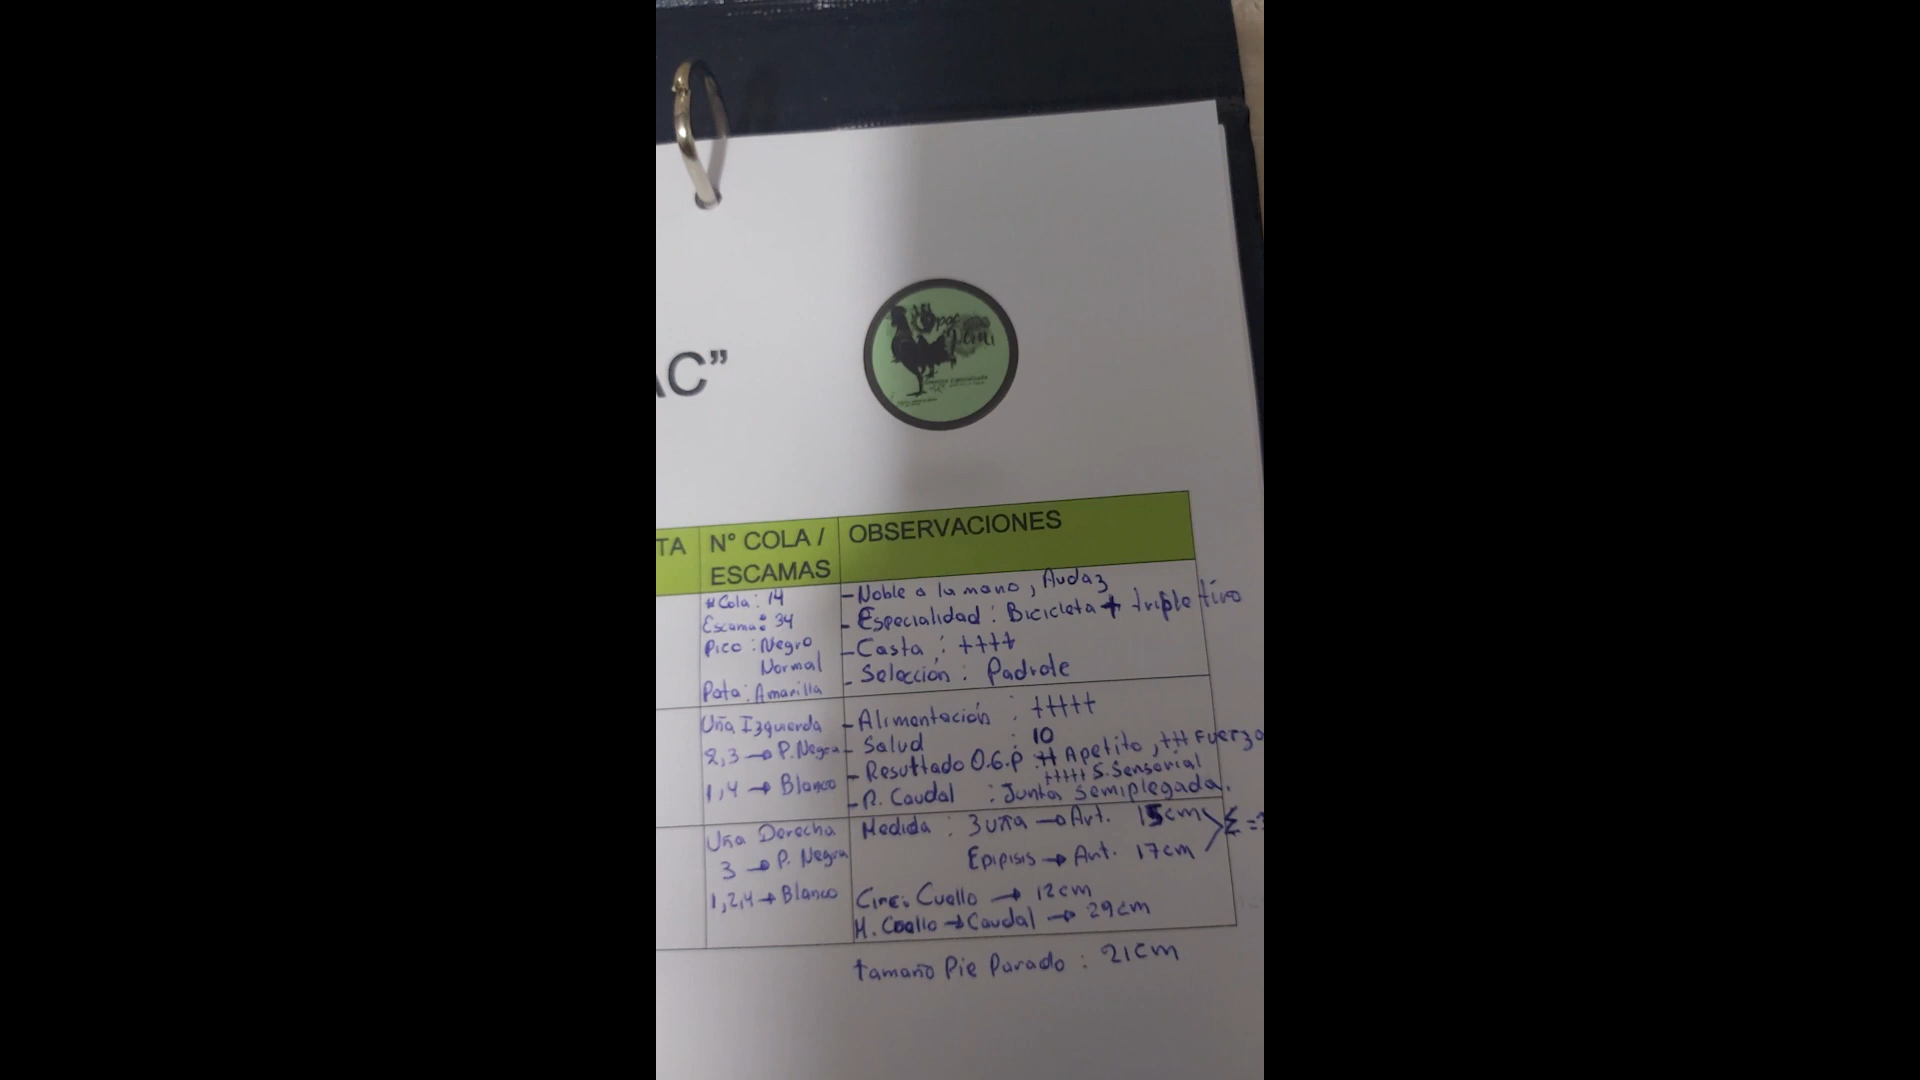 AC”
TA
N° COLA /
ESCAMAS
OBSERVACIONES
# Cola: 14
Escama: 34
Pico: Negro
Normal
Pata: Amarilla
- Noble a la mano, Audaz
- Especialidad: Bicicleta + triple tiro
- Casta: ++++
- Selección: Padrote
Uña Izquierda
2,3 → P. Negra
1,4 → Blanco
- Alimentación : +++++
- Salud : 10
- Resultado O.G.P : ++ Apetito, +++ Fuerza
+++++ S. Sensorial
- R. Caudal : Junta Semiplegada.
Uña Derecha
3 → P. Negra
1,2,4 → Blanco
Medida : 3 uña → Art. 15cm
Σ =
Epipisis → Ant. 17cm
Circ. Cuello → 12cm
M. Cuello → Caudal → 29cm
tamaño Pie Parado : 21cm